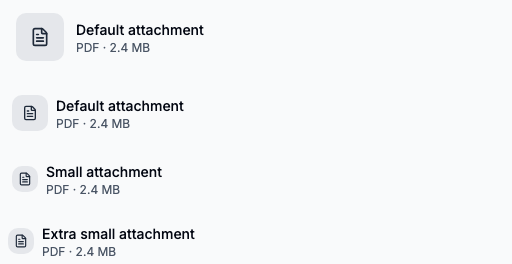 Default attachment
PDF · 2.4 MB
Default attachment
PDF · 2.4 MB
Small attachment
PDF · 2.4 MB
Extra small attachment
PDF · 2.4 MB